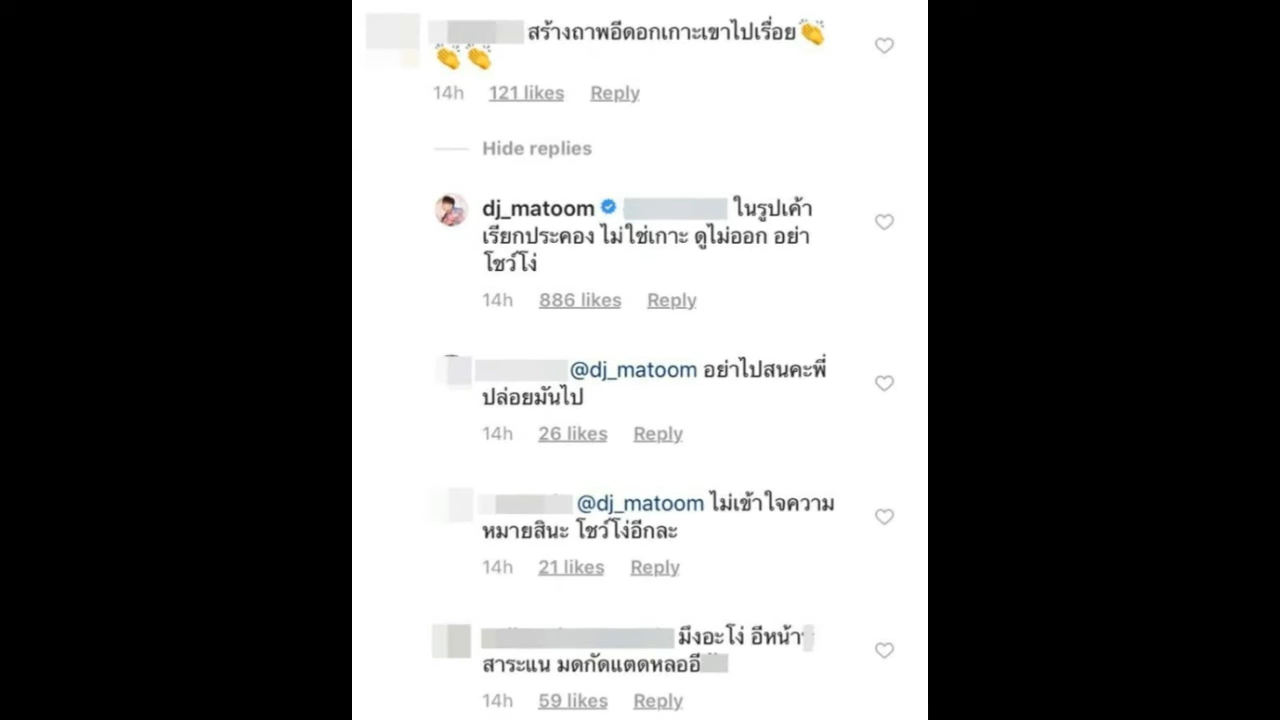 สร้างถาพอีดอกเกาะเขาไปเรื่อย👏
👏👏
14h 121 likes Reply
Hide replies
dj_matoom ในรูปเค้า
เรียกประคอง ไม่ใช่เกาะ ดูไม่ออก อย่า
โชว์โง่
14h 886 likes Reply
@dj_matoom อย่าไปสนคะพี่
ปล่อยมันไป
14h 26 likes Reply
@dj_matoom ไม่เข้าใจความ
หมายสินะ โชว์โง่อีกละ
14h 21 likes Reply
มึงอะโง่ อีหน้า
สาระแน มดกัดแตดหลออี
14h 59 likes Reply